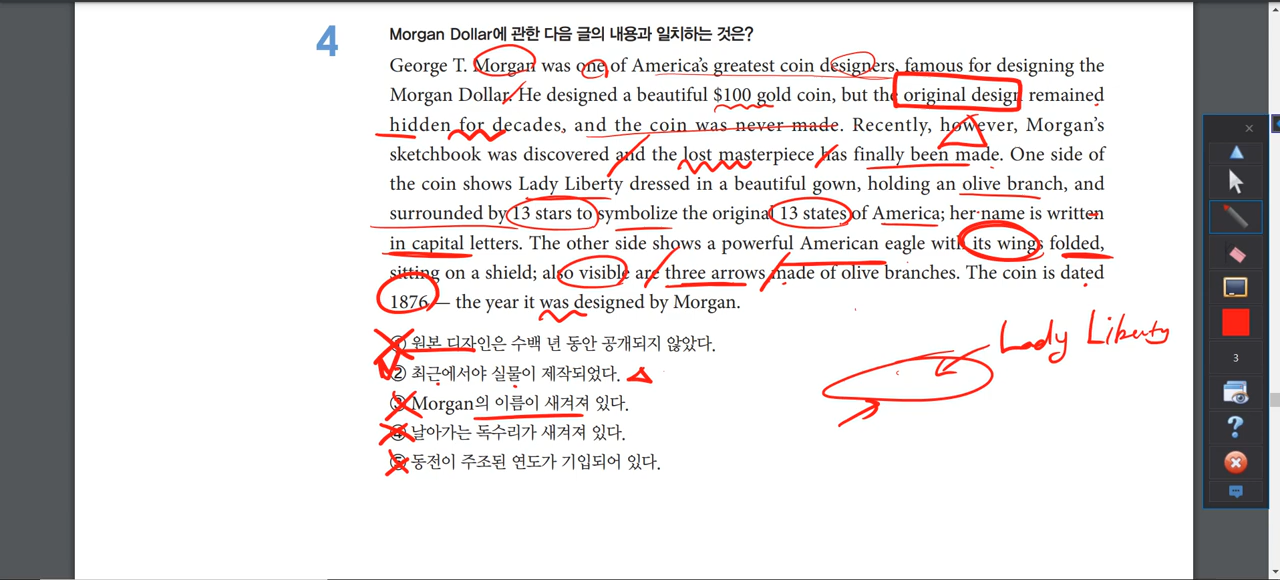 4
Morgan Dollar에 관한 다음 글의 내용과 일치하는 것은?
George T. Morgan was one of America's greatest coin designers, famous for designing the
Morgan Dollar. He designed a beautiful $100 gold coin, but the original design remained
hidden for decades, and the coin was never made. Recently, however, Morgan's
sketchbook was discovered and the lost masterpiece has finally been made. One side of
the coin shows Lady Liberty dressed in a beautiful gown, holding an olive branch, and
surrounded by 13 stars to symbolize the original 13 states of America; her name is written
in capital letters. The other side shows a powerful American eagle with its wings folded,
sitting on a shield; also visible are three arrows made of olive branches. The coin is dated
1876 — the year it was designed by Morgan.
① 원본 디자인은 수백 년 동안 공개되지 않았다.
② 최근에서야 실물이 제작되었다.
③ Morgan의 이름이 새겨져 있다.
④ 날아가는 독수리가 새겨져 있다.
⑤ 동전이 주조된 연도가 기입되어 있다.
Lady Liberty
3